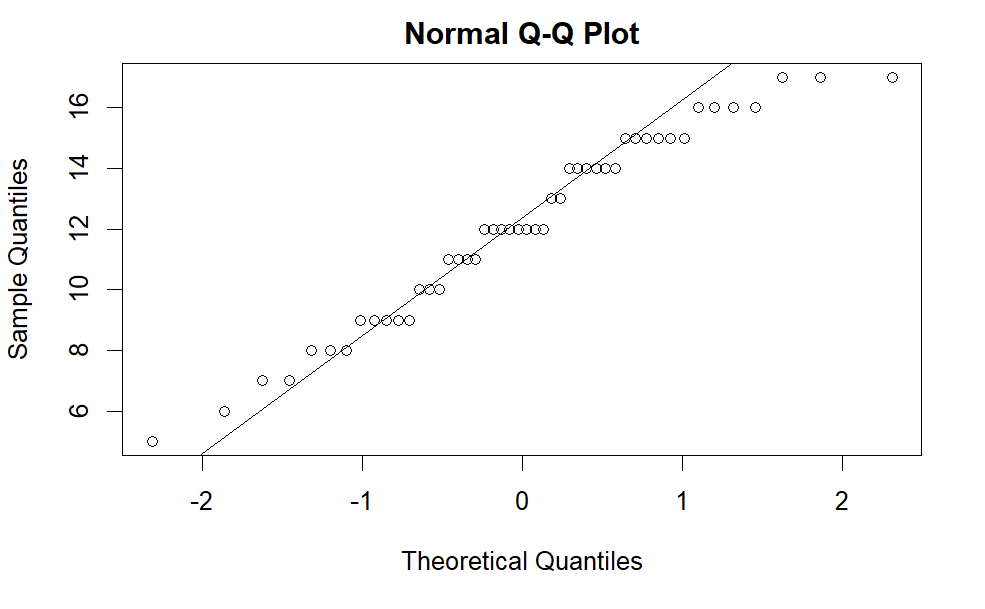 Normal Q-Q Plot
Sample Quantiles
16
14
12
10
8
6
-2 -1 0 1 2
Theoretical Quantiles